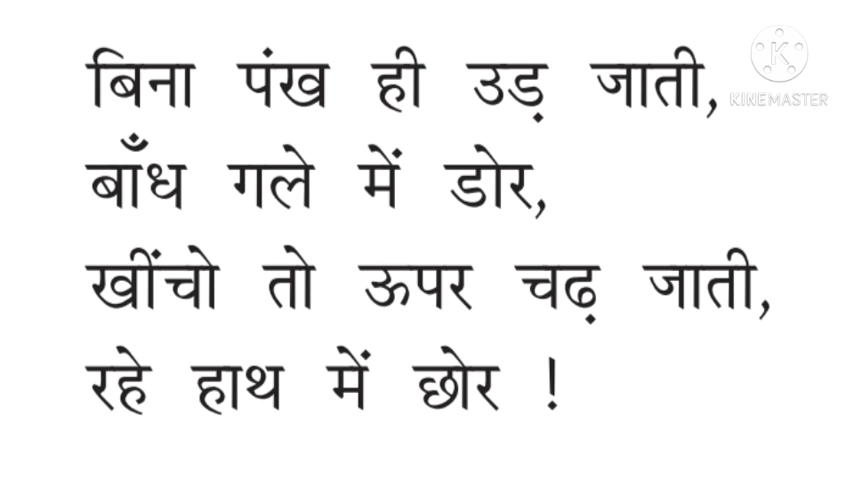 बिना पंख ही उड़ जाती,
बाँध गले में डोर,
खींचो तो ऊपर चढ़ जाती,
रहे हाथ में छोर !
K
KINEMASTER